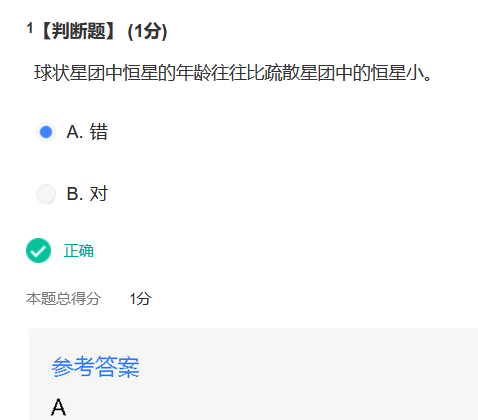 1【判断题】 (1分)
球状星团中恒星的年龄往往比疏散星团中的恒星小。
A. 错
B. 对
正确
本题总得分 1分
参考答案
A